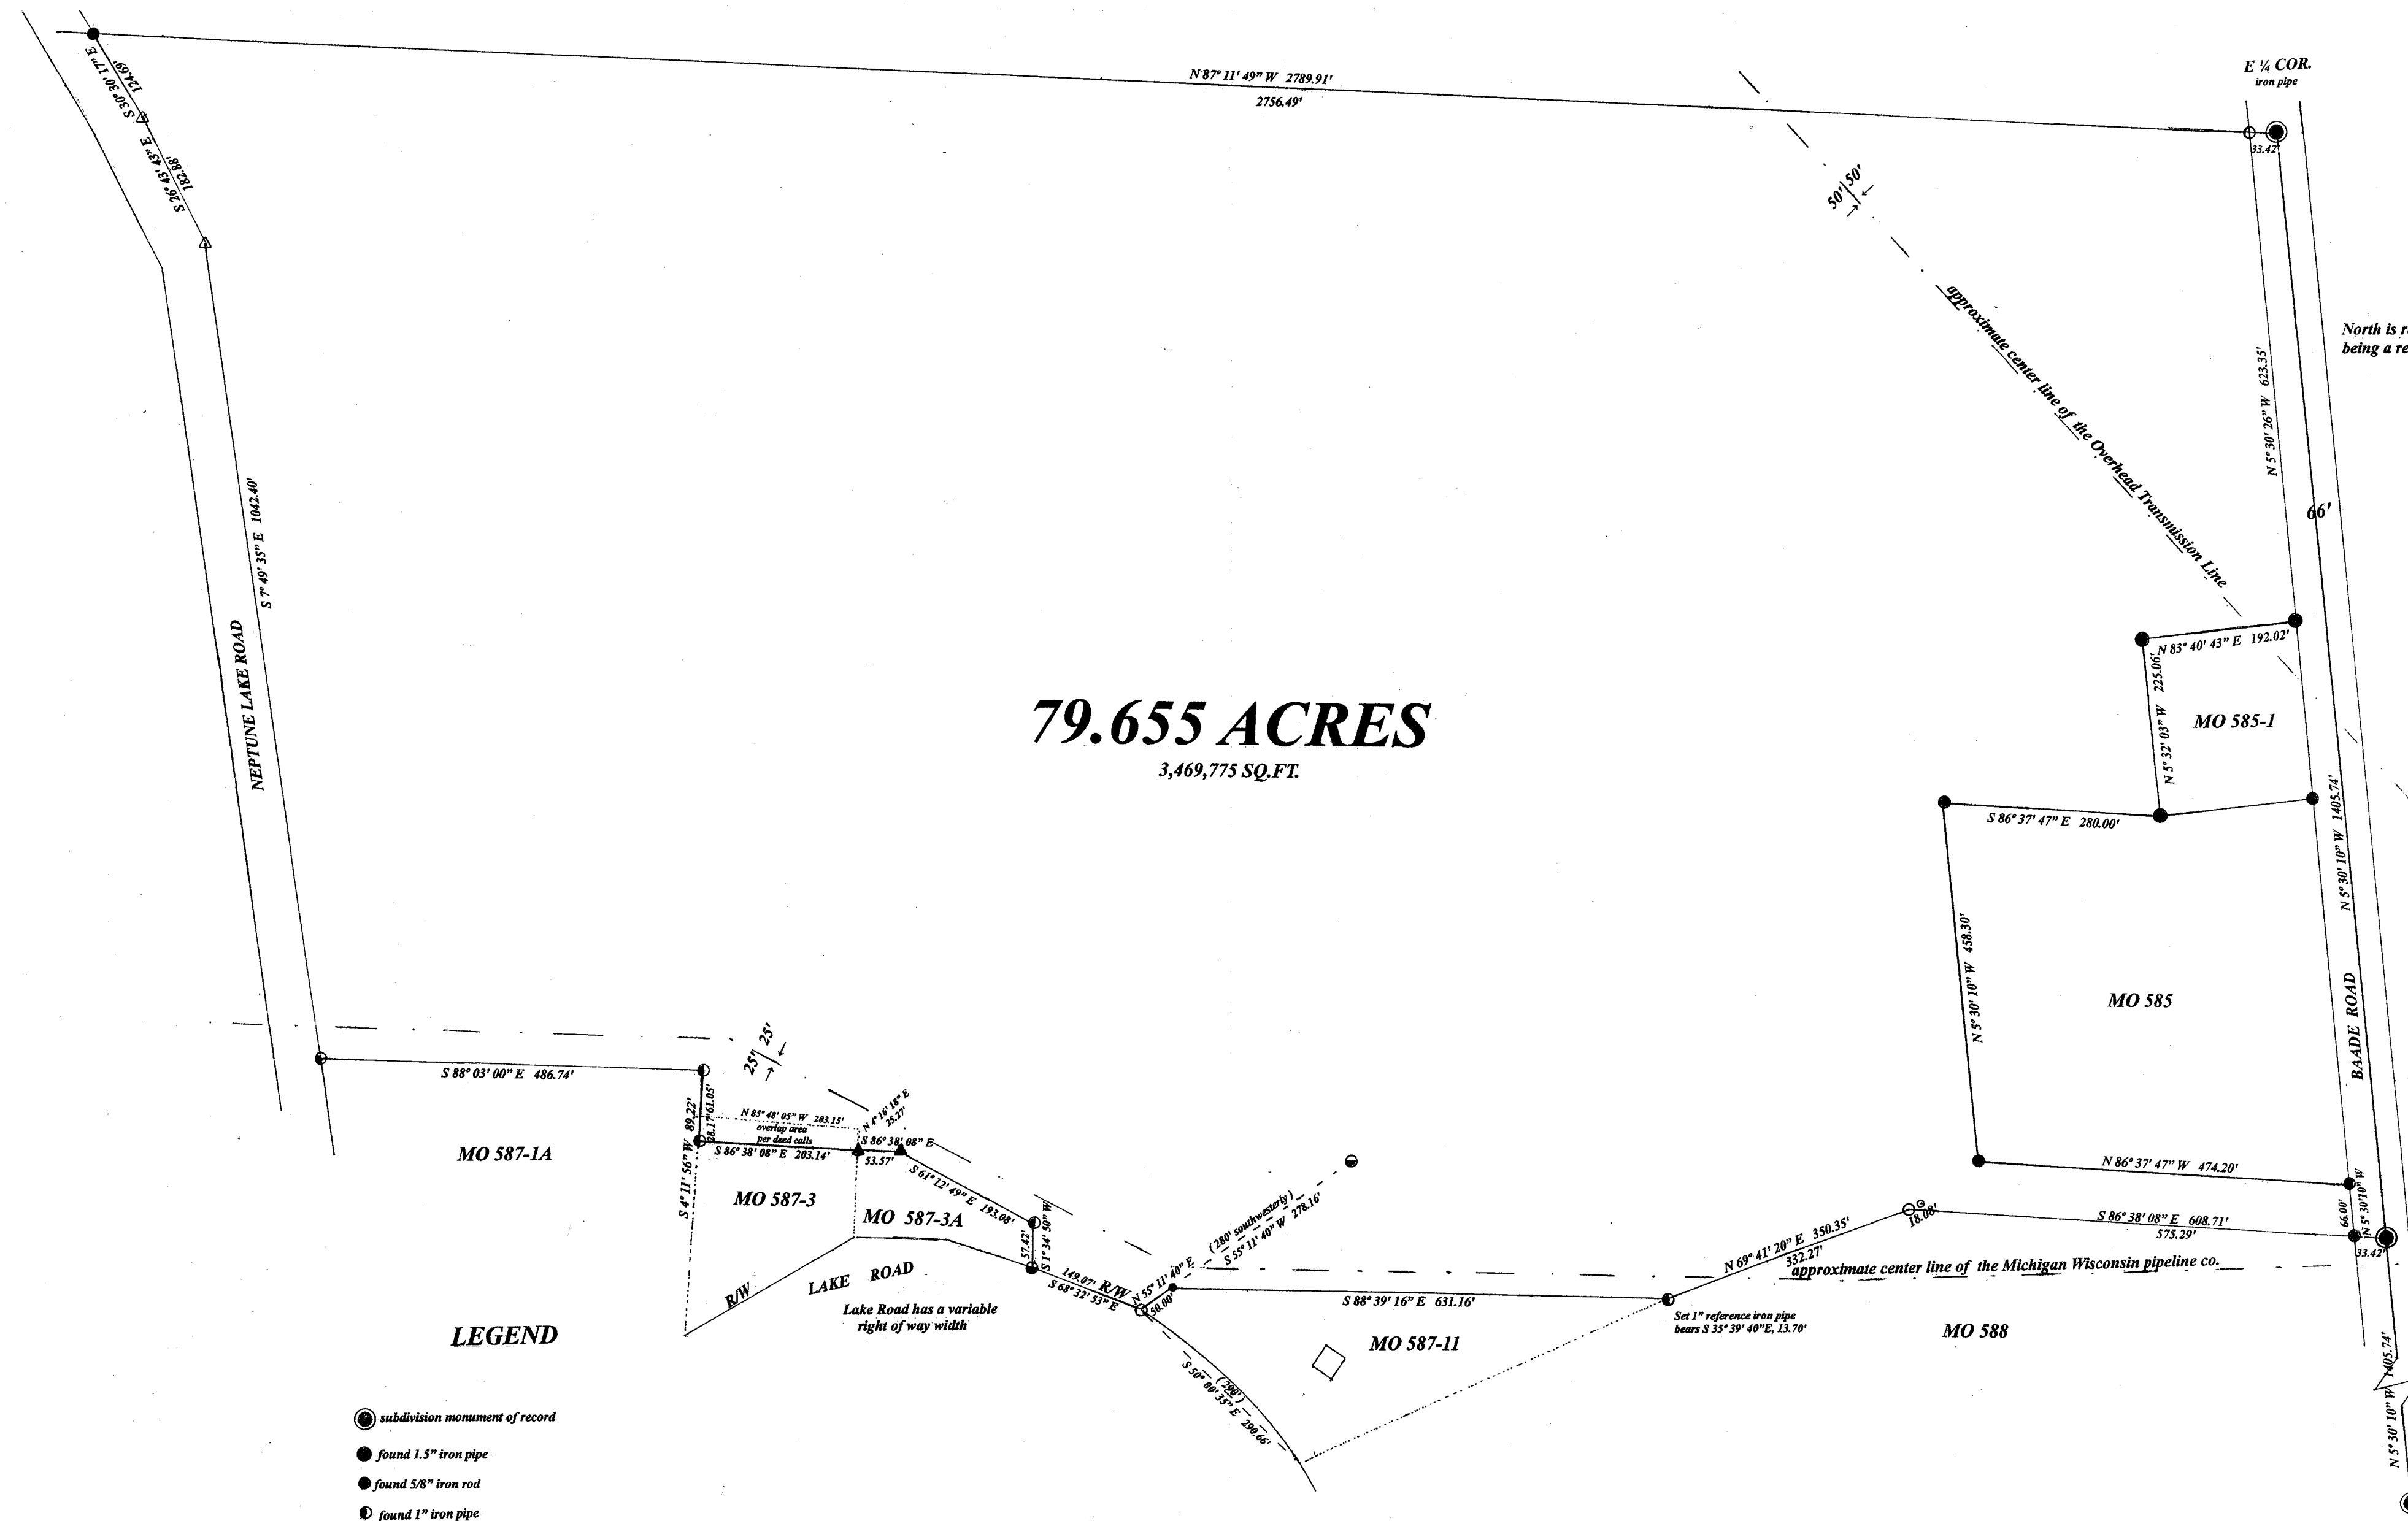 N 87° 11' 49" W 2789.91'
2756.49'
E ¼ COR.
iron pipe
33.42'
S 30° 30' 17" E
124.69'
S 26° 43' 43" E
182.88'
50' 50'
approximate center line of the Overhead Transmission Line
North is
being a
N 5° 30' 26" W 623.35'
66'
S 7° 49' 35" E 1042.40'
NEPTUNE LAKE ROAD
N 83° 40' 43" E 192.02'
N 5° 32' 03" W 225.06'
MO 585-1
79.655 ACRES
3,469,775 SQ.FT.
S 86° 37' 47" E 280.00'
N 5° 30' 10" W 1405.74'
N 5° 30' 10" W 458.30'
MO 585
BAADE ROAD
25' 25'
S 88° 03' 00" E 486.74'
89.22'
28.17' 61.05'
N 85° 48' 05" W 203.15'
overlap area
per deed calls
N 4° 16' 18" E
25.27'
S 86° 38' 08" E 203.14'
S 86° 38' 08" E
53.57'
S 4° 11' 56" W
MO 587-1A
MO 587-3
MO 587-3A
S 61° 12' 49" E 193.08'
57.42'
S 1° 34' 50" W
N 86° 37' 47" W 474.20'
66.00'
N 5° 30' 10" W
(280' southwesterly)
S 55° 11' 40" W 278.16'
N 55° 11' 40" E
50.00'
18.08'
S 86° 38' 08" E 608.71'
575.29'
33.42'
N 69° 41' 20" E 350.35'
332.27'
approximate center line of the Michigan Wisconsin pipeline co.
LAKE ROAD
R/W
149.07' R/W
S 68° 32' 53" E
Lake Road has a variable
right of way width
S 88° 39' 16" E 631.16'
Set 1" reference iron pipe
bears S 35° 39' 40"E, 13.70'
MO 587-11
MO 588
(290')
S 50° 00' 35" E 290.66'
N 5° 30' 10" W 1405.74'
LEGEND
subdivision monument of record
found 1.5" iron pipe
found 5/8" iron rod
found 1" iron pipe